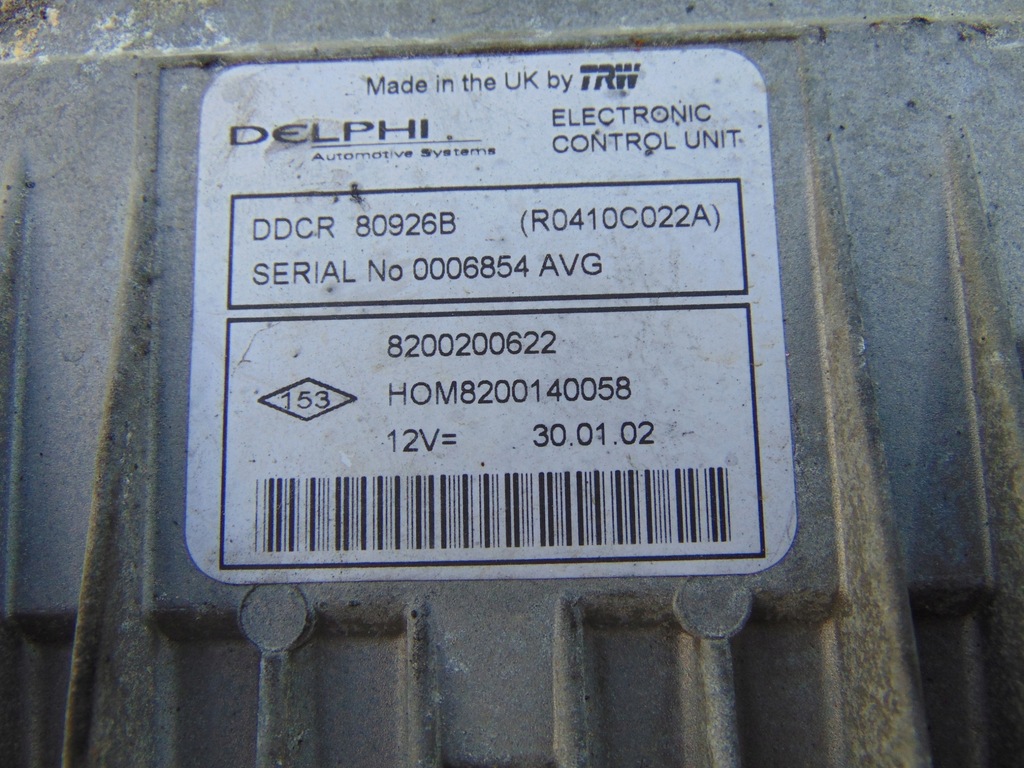 Made in the UK by TRW
DELPHI
Automotive Systems
ELECTRONIC
CONTROL UNIT
DDCR 80926B (R0410C022A)
SERIAL No 0006854 AVG
8200200622
153 HOM8200140058
12V= 30.01.02